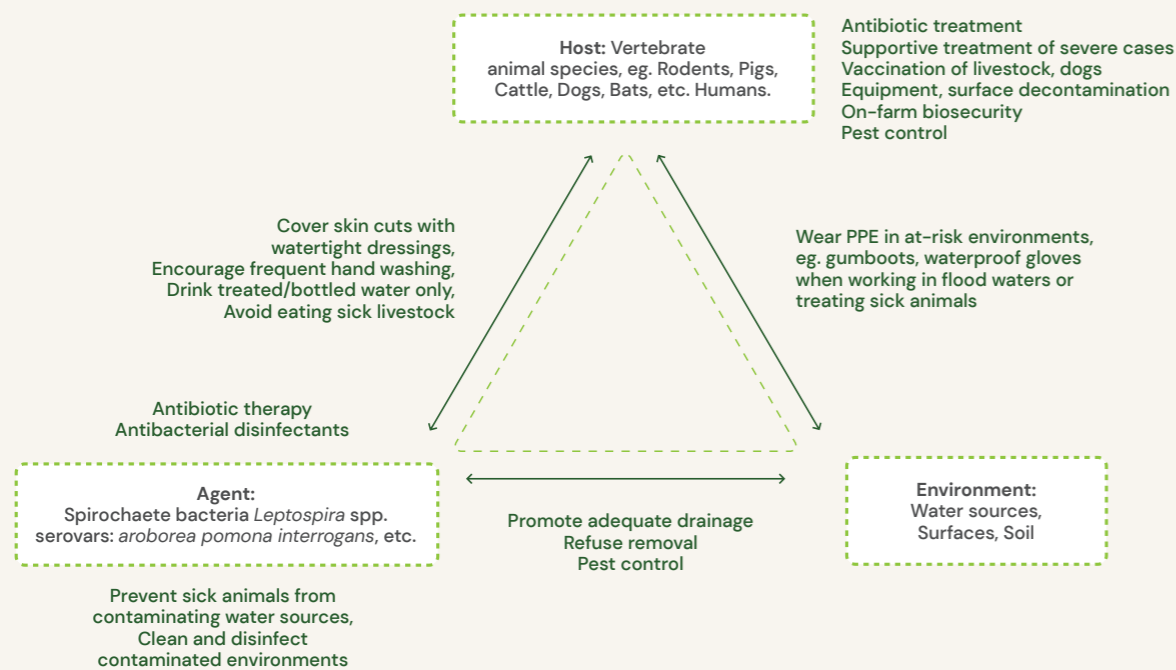 Host: Vertebrate
animal species, eg. Rodents, Pigs,
Cattle, Dogs, Bats, etc. Humans.
Antibiotic treatment
Supportive treatment of severe cases
Vaccination of livestock, dogs
Equipment, surface decontamination
On-farm biosecurity
Pest control
Cover skin cuts with
watertight dressings,
Encourage frequent hand washing,
Drink treated/bottled water only,
Avoid eating sick livestock
Wear PPE in at-risk environments,
eg. gumboots, waterproof gloves
when working in flood waters or
treating sick animals
Antibiotic therapy
Antibacterial disinfectants
Agent:
Spirochaete bacteria Leptospira spp.
serovars: aroborea pomona interrogans, etc.
Prevent sick animals from
contaminating water sources,
Clean and disinfect
contaminated environments
Promote adequate drainage
Refuse removal
Pest control
Environment:
Water sources,
Surfaces, Soil